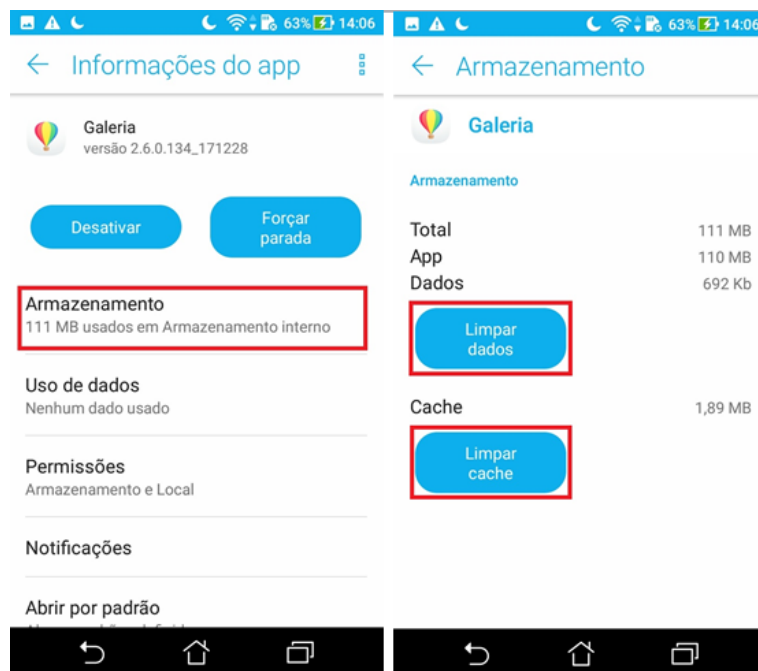 63% 14:06
Informações do app
Galeria
versão 2.6.0.134_171228
Desativar
Forçar
parada
Armazenamento
111 MB usados em Armazenamento interno
Uso de dados
Nenhum dado usado
Permissões
Armazenamento e Local
Notificações
Abrir por padrão
63% 14:06
Armazenamento
Galeria
Armazenamento
Total 111 MB
App 110 MB
Dados 692 Kb
Limpar
dados
Cache 1,89 MB
Limpar
cache